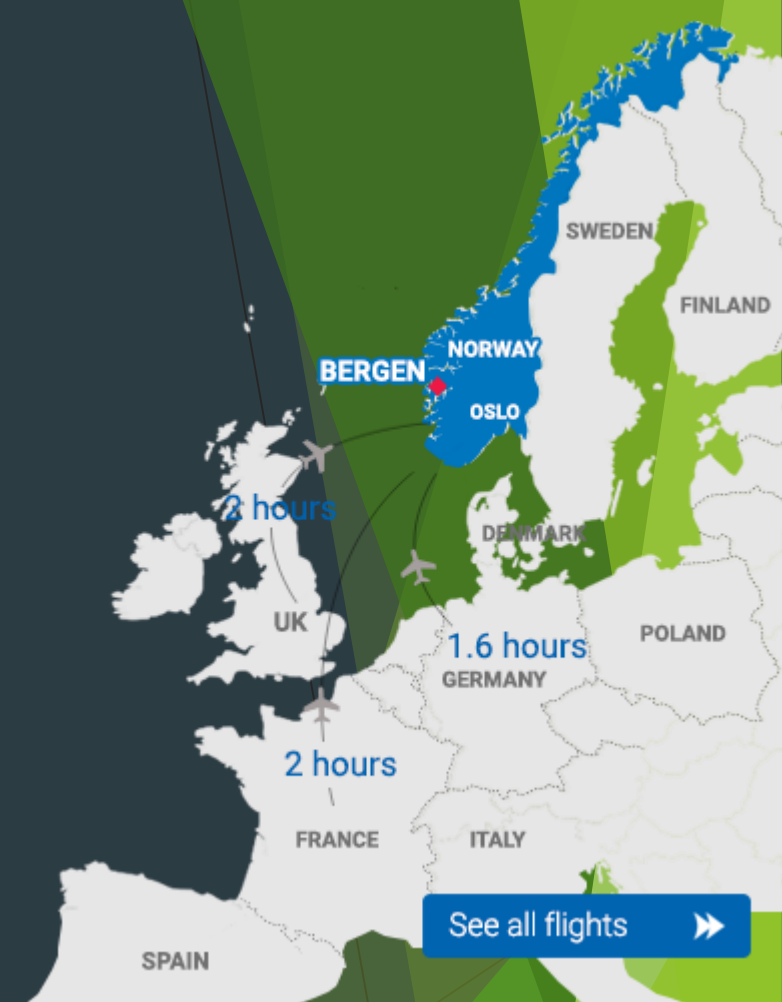 SWEDEN
FINLAND
NORWAY
BERGEN
OSLO
2 hours
DENMARK
UK
POLAND
1.6 hours
GERMANY
2 hours
FRANCE
ITALY
See all flights
SPAIN